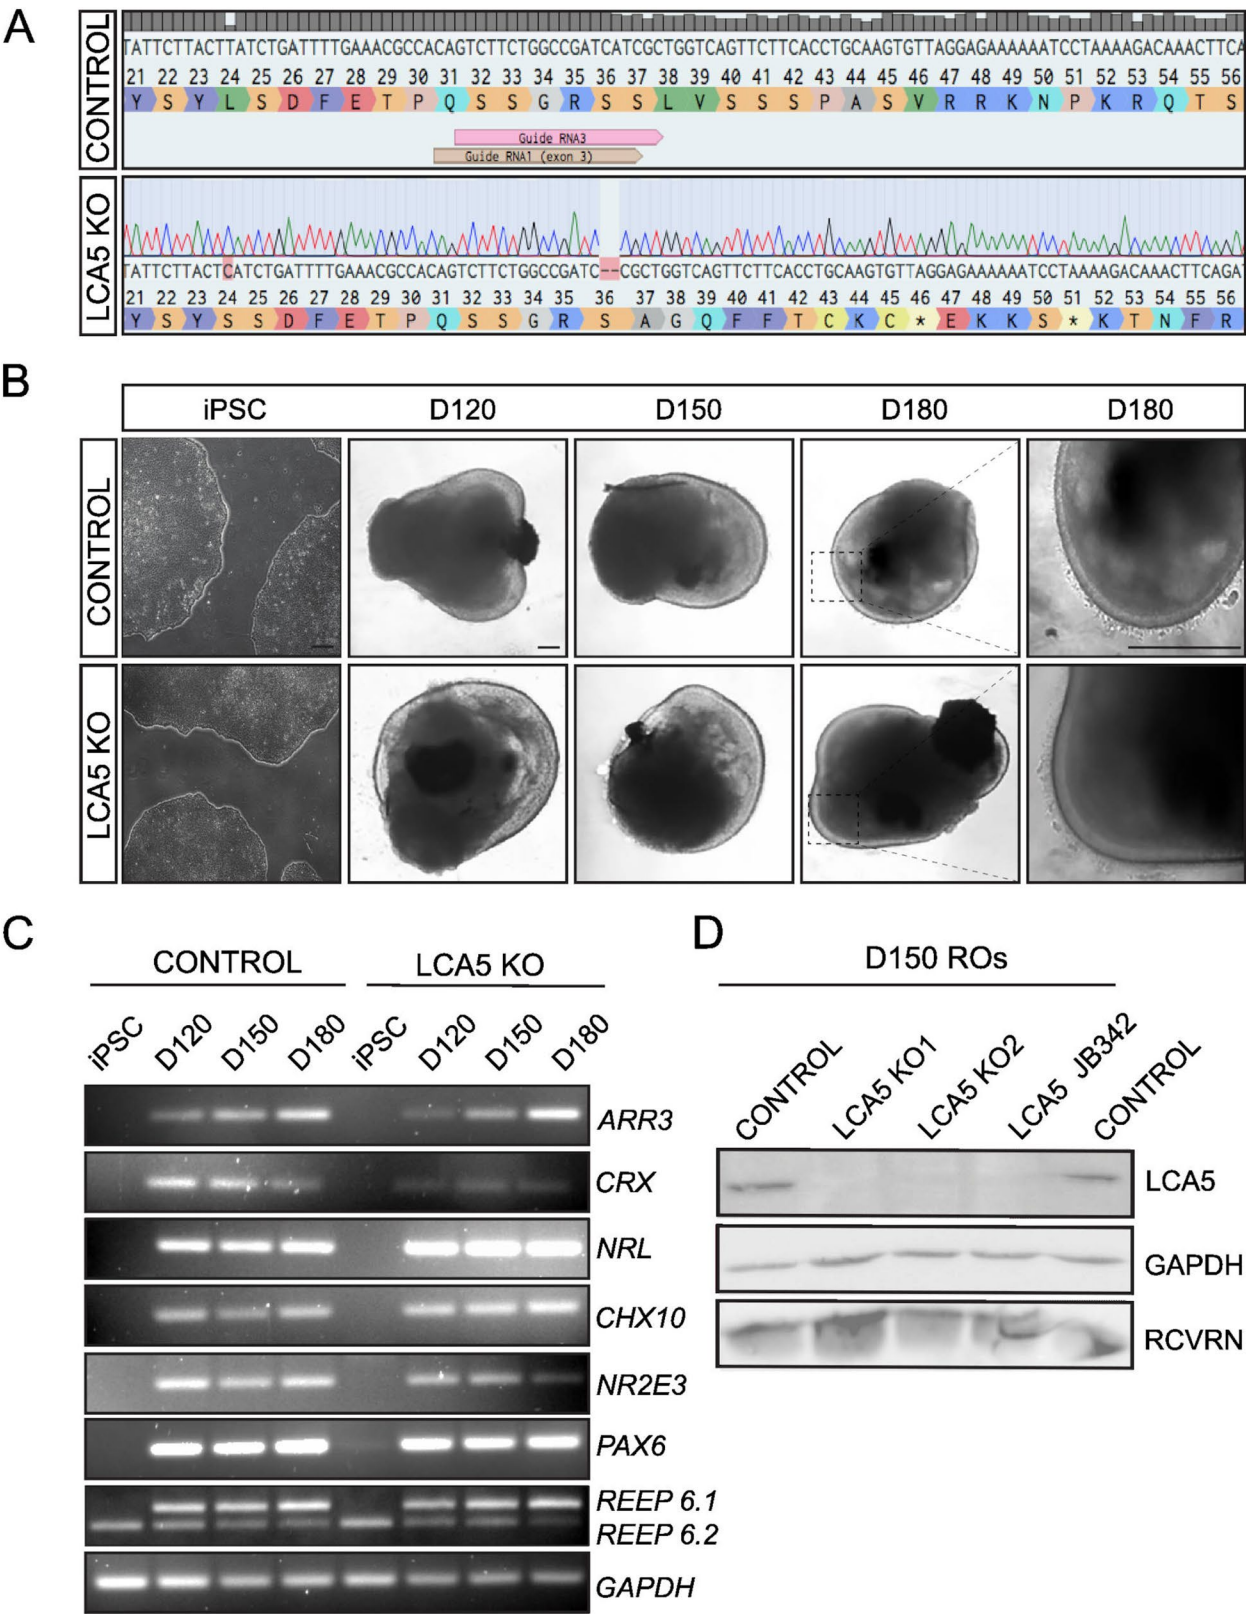 A
CONTROL
TATTCTTACTTATCTGATTTTGAAACGCCACAGTCTTCTGGCCGATCATCGCTGGTCAGTTCTTCACCTGCAAGTGTTAGGAGAAAAAATCCTAAAAGACAAACTTCA
21 22 23 24 25 26 27 28 29 30 31 32 33 34 35 36 37 38 39 40 41 42 43 44 45 46 47 48 49 50 51 52 53 54 55 56
Y S Y L S D F E T P Q S S G R S S L V S S S P A S V R R K N P K R Q T S
Guide RNA3
Guide RNA1 (exon 3)
LCA5 KO
TATTCTTACTCATCTGATTTTGAAACGCCACAGTCTTCTGGCCGATC--CGCTGGTCAGTTCTTCACCTGCAAGTGTTAGGAGAAAAAATCCTAAAAGACAAACTTCAGA
21 22 23 24 25 26 27 28 29 30 31 32 33 34 35 36 37 38 39 40 41 42 43 44 45 46 47 48 49 50 51 52 53 54 55 56
Y S Y S S D F E T P Q S S G R S A G Q F F T C K C * E K K S * K T N F R
B
iPSC D120 D150 D180 D180
CONTROL
LCA5 KO
C
CONTROL LCA5 KO
iPSC D120 D150 D180 iPSC D120 D150 D180
ARR3
CRX
NRL
CHX10
NR2E3
PAX6
REEP 6.1
REEP 6.2
GAPDH
D
D150 ROs
CONTROL LCA5 KO1 LCA5 KO2 LCA5 JB342 CONTROL
LCA5
GAPDH
RCVRN